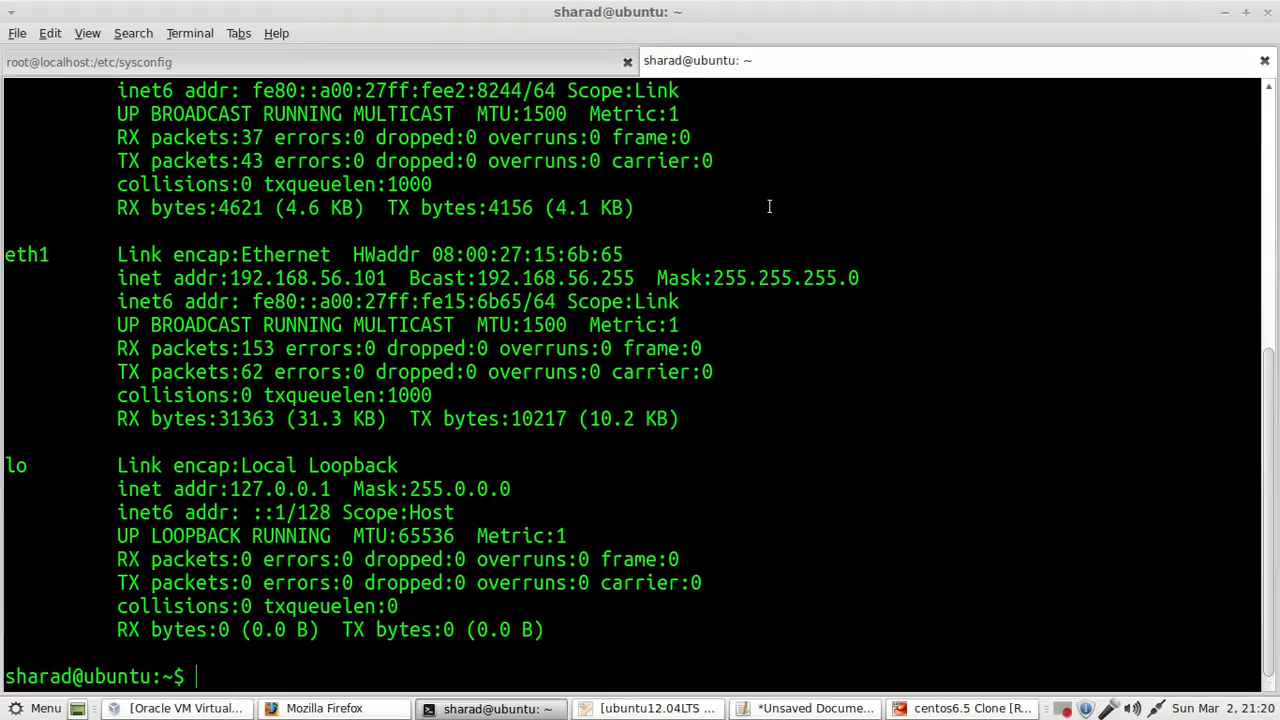 sharad@ubuntu: ~
File Edit View Search Terminal Tabs Help
root@localhost:/etc/sysconfig
sharad@ubuntu: ~
inet6 addr: fe80::a00:27ff:fee2:8244/64 Scope:Link
UP BROADCAST RUNNING MULTICAST  MTU:1500  Metric:1
RX packets:37 errors:0 dropped:0 overruns:0 frame:0
TX packets:43 errors:0 dropped:0 overruns:0 carrier:0
collisions:0 txqueuelen:1000
RX bytes:4621 (4.6 KB)  TX bytes:4156 (4.1 KB)
eth1      Link encap:Ethernet  HWaddr 08:00:27:15:6b:65
inet addr:192.168.56.101  Bcast:192.168.56.255  Mask:255.255.255.0
inet6 addr: fe80::a00:27ff:fe15:6b65/64 Scope:Link
UP BROADCAST RUNNING MULTICAST  MTU:1500  Metric:1
RX packets:153 errors:0 dropped:0 overruns:0 frame:0
TX packets:62 errors:0 dropped:0 overruns:0 carrier:0
collisions:0 txqueuelen:1000
RX bytes:31363 (31.3 KB)  TX bytes:10217 (10.2 KB)
lo        Link encap:Local Loopback
inet addr:127.0.0.1  Mask:255.0.0.0
inet6 addr: ::1/128 Scope:Host
UP LOOPBACK RUNNING  MTU:65536  Metric:1
RX packets:0 errors:0 dropped:0 overruns:0 frame:0
TX packets:0 errors:0 dropped:0 overruns:0 carrier:0
collisions:0 txqueuelen:0
RX bytes:0 (0.0 B)  TX bytes:0 (0.0 B)
sharad@ubuntu:~$
Menu [Oracle VM Virtual... Mozilla Firefox sharad@ubuntu: ~ [ubuntu12.04LTS ... *Unsaved Docume... centos6.5 Clone [R... Sun Mar 2, 21:20